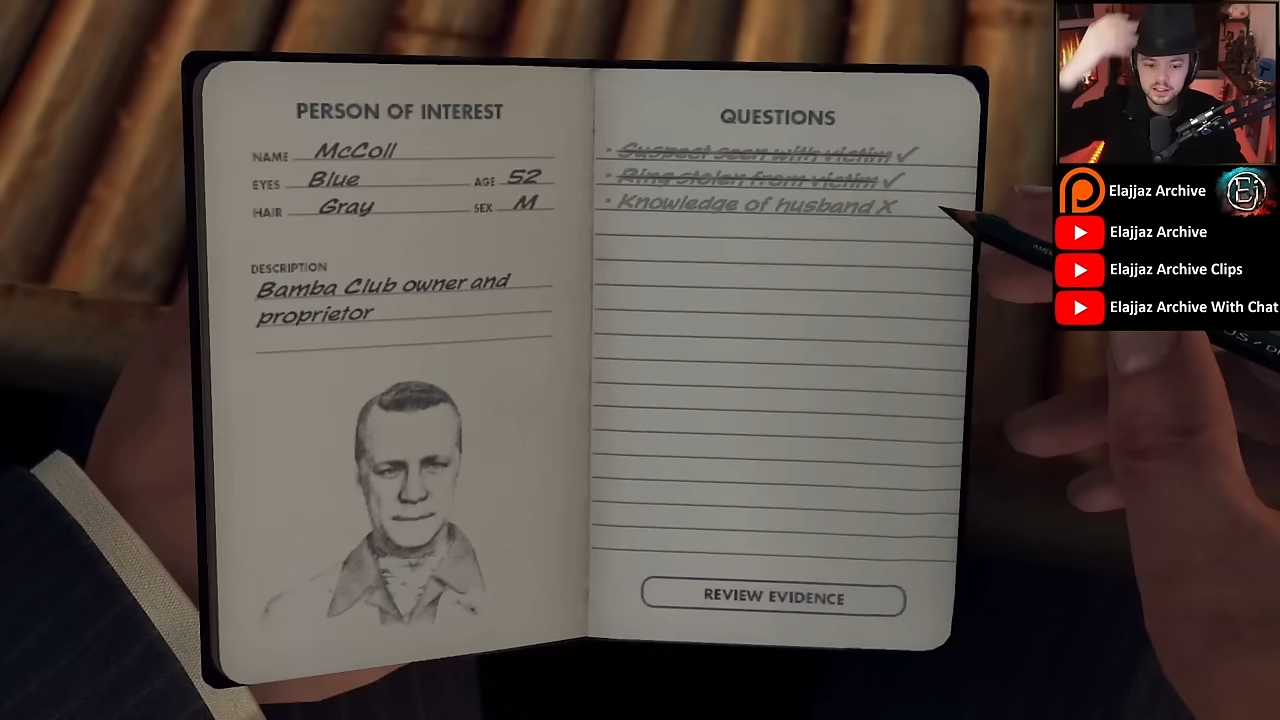 PERSON OF INTEREST
NAME McColl
EYES Blue AGE 52
HAIR Gray SEX M
DESCRIPTION
Bamba Club owner and
proprietor
QUESTIONS
· Suspect seen with victim ✓
· Ring stolen from victim ✓
· Knowledge of husband X
REVIEW EVIDENCE
Elajjaz Archive
Ej
Elajjaz Archive
Elajjaz Archive Clips
Elajjaz Archive With Chat